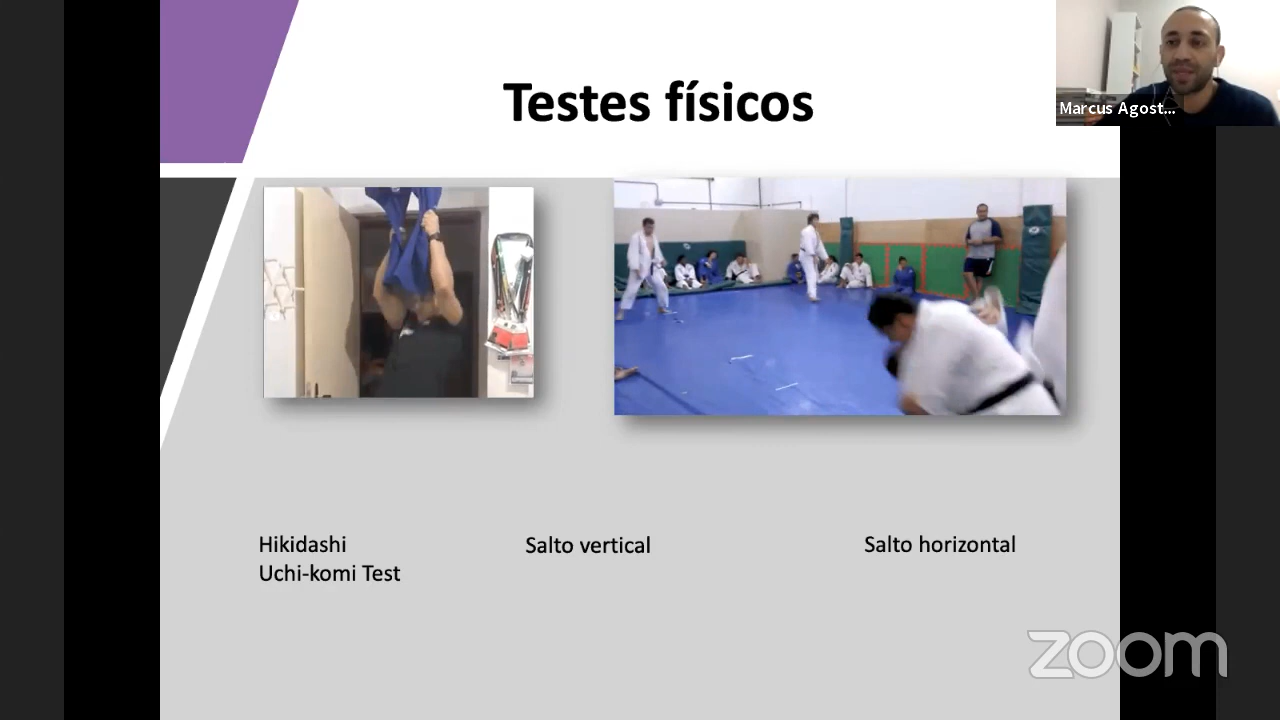 Testes físicos
Marcus Agost...
Hikidashi
Uchi-komi Test
Salto vertical
Salto horizontal
zoom